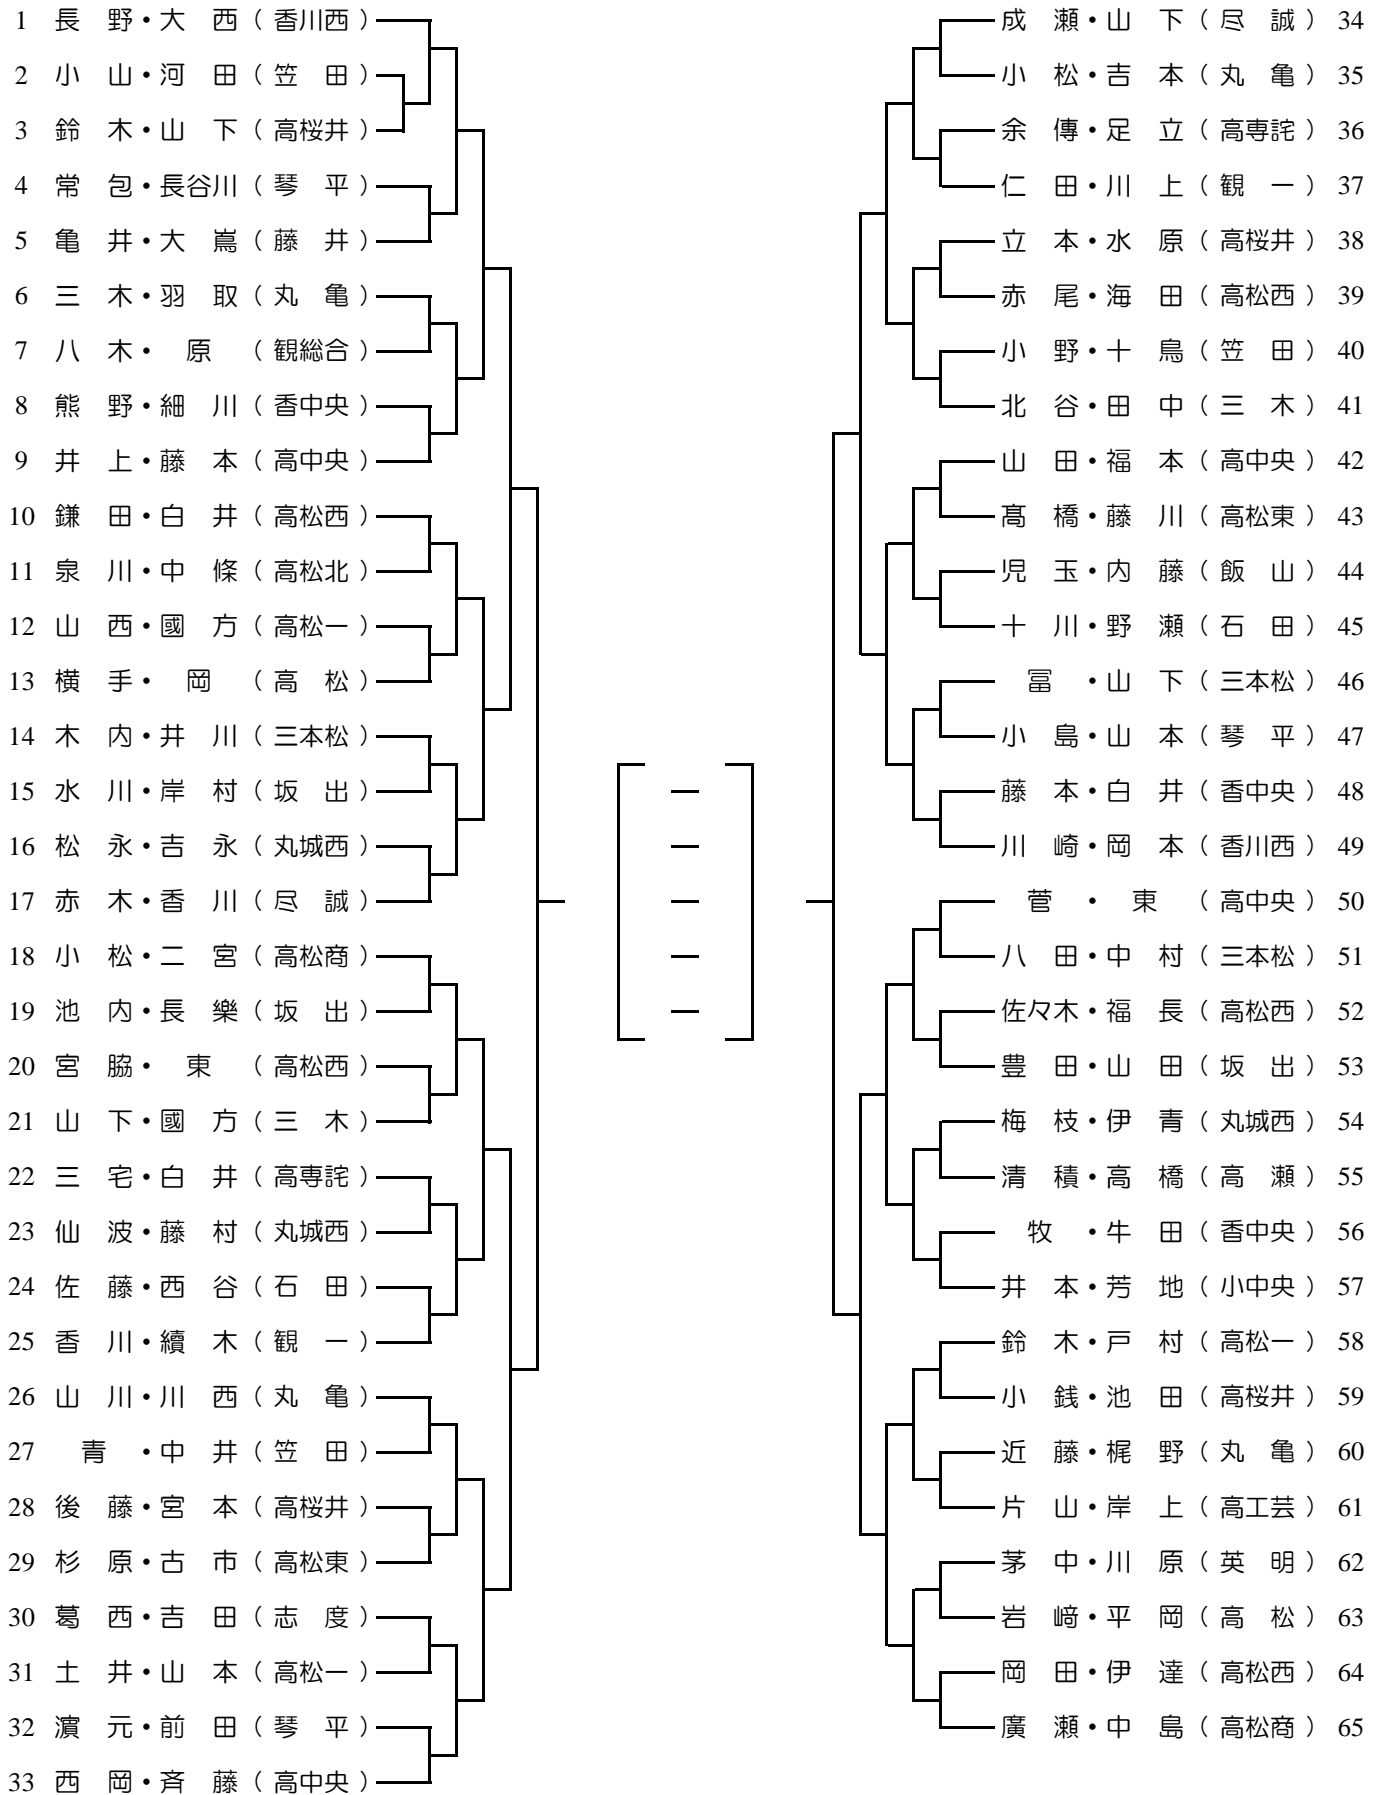 1 長 野・大 西（香川西）
2 小 山・河 田（笠 田）
3 鈴 木・山 下（高桜井）
4 常 包・長谷川（琴 平）
5 亀 井・大 嶌（藤 井）
6 三 木・羽 取（丸 亀）
7 八 木・ 原 （観総合）
8 熊 野・細 川（香中央）
9 井 上・藤 本（高中央）
10 鎌 田・白 井（高松西）
11 泉 川・中 條（高松北）
12 山 西・國 方（高松一）
13 横 手・ 岡 （高 松）
14 木 内・井 川（三本松）
15 水 川・岸 村（坂 出）
16 松 永・吉 永（丸城西）
17 赤 木・香 川（尽 誠）
18 小 松・二 宮（高松商）
19 池 内・長 樂（坂 出）
20 宮 脇・ 東 （高松西）
21 山 下・國 方（三 木）
22 三 宅・白 井（高専詫）
23 仙 波・藤 村（丸城西）
24 佐 藤・西 谷（石 田）
25 香 川・續 木（観 一）
26 山 川・川 西（丸 亀）
27 青 ・中 井（笠 田）
28 後 藤・宮 本（高桜井）
29 杉 原・古 市（高松東）
30 葛 西・吉 田（志 度）
31 土 井・山 本（高松一）
32 濵 元・前 田（琴 平）
33 西 岡・斉 藤（高中央）
成 瀬・山 下（尽 誠）34
小 松・吉 本（丸 亀）35
余 傳・足 立（高専詫）36
仁 田・川 上（観 一）37
立 本・水 原（高桜井）38
赤 尾・海 田（高松西）39
小 野・十 鳥（笠 田）40
北 谷・田 中（三 木）41
山 田・福 本（高中央）42
髙 橋・藤 川（高松東）43
児 玉・内 藤（飯 山）44
十 川・野 瀬（石 田）45
冨 ・山 下（三本松）46
小 島・山 本（琴 平）47
藤 本・白 井（香中央）48
川 崎・岡 本（香川西）49
菅 ・ 東 （高中央）50
八 田・中 村（三本松）51
佐々木・福 長（高松西）52
豊 田・山 田（坂 出）53
梅 枝・伊 青（丸城西）54
清 積・高 橋（高 瀬）55
牧 ・牛 田（香中央）56
井 本・芳 地（小中央）57
鈴 木・戸 村（高松一）58
小 銭・池 田（高桜井）59
近 藤・梶 野（丸 亀）60
片 山・岸 上（高工芸）61
茅 中・川 原（英 明）62
岩 﨑・平 岡（高 松）63
岡 田・伊 達（高松西）64
廣 瀬・中 島（高松商）65